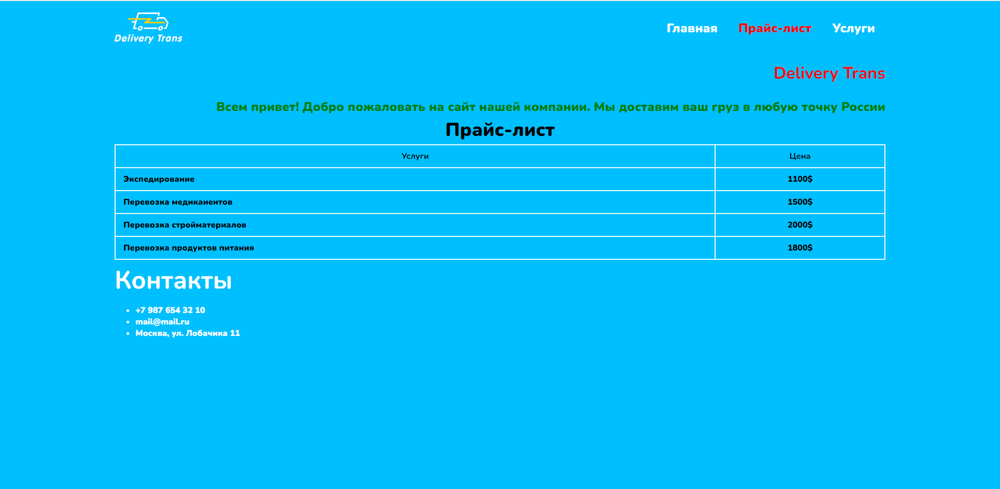 Delivery Trans
Главная Прайс-лист Услуги
Delivery Trans
Всем привет! Добро пожаловать на сайт нашей компании. Мы доставим ваш груз в любую точку России
Прайс-лист
Услуги Цена
Экспедирование 1100$
Перевозка медикаиентов 1500$
Перевозка стройматериалов 2000$
Перевозка продуктов питания 1800$
Контакты
+7 987 654 32 10
mail@mail.ru
Москва, ул. Лобачика 11